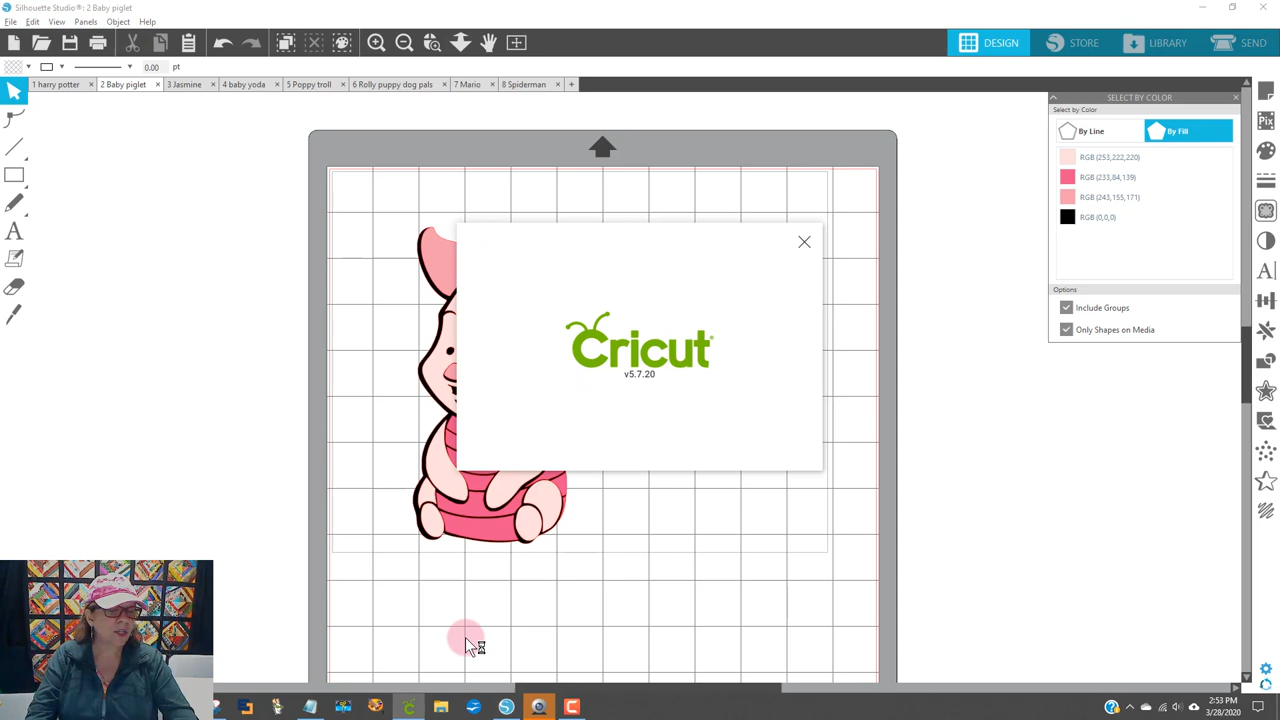 Silhouette Studio®: 2 Baby piglet
File Edit View Panels Object Help
DESIGN STORE LIBRARY SEND
0.00 pt
1 harry potter 2 Baby piglet 3 Jasmine 4 baby yoda 5 Poppy troll 6 Rolly puppy dog pals 7 Mario 8 Spiderman
SELECT BY COLOR
Select by Color
By Line By Fill
RGB (253,222,220)
RGB (233,84,139)
RGB (243,155,171)
RGB (0,0,0)
Options
Include Groups
Only Shapes on Media
Pix
Cricut
v5.7.20
2:53 PM
3/28/2020